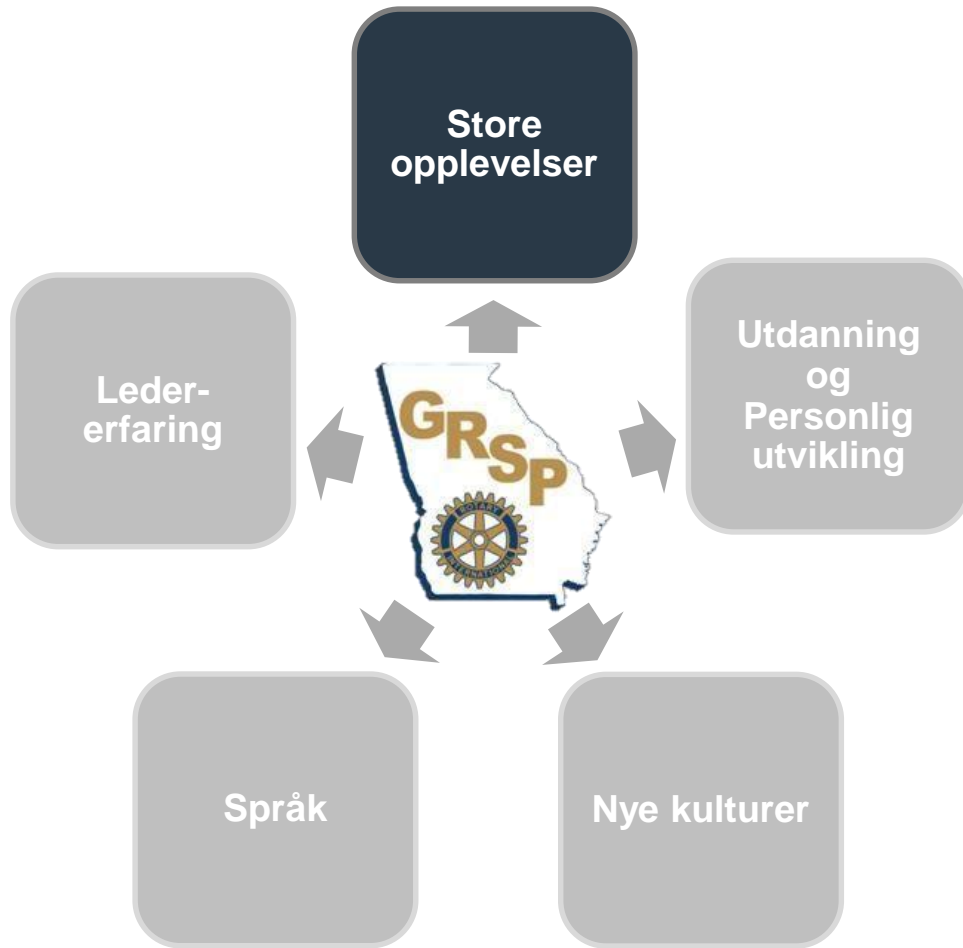 Store
opplevelser
Leder-
erfaring
Utdanning
og
Personlig
utvikling
GRSP
ROTARY
INTERNATIONAL
Språk
Nye kulturer